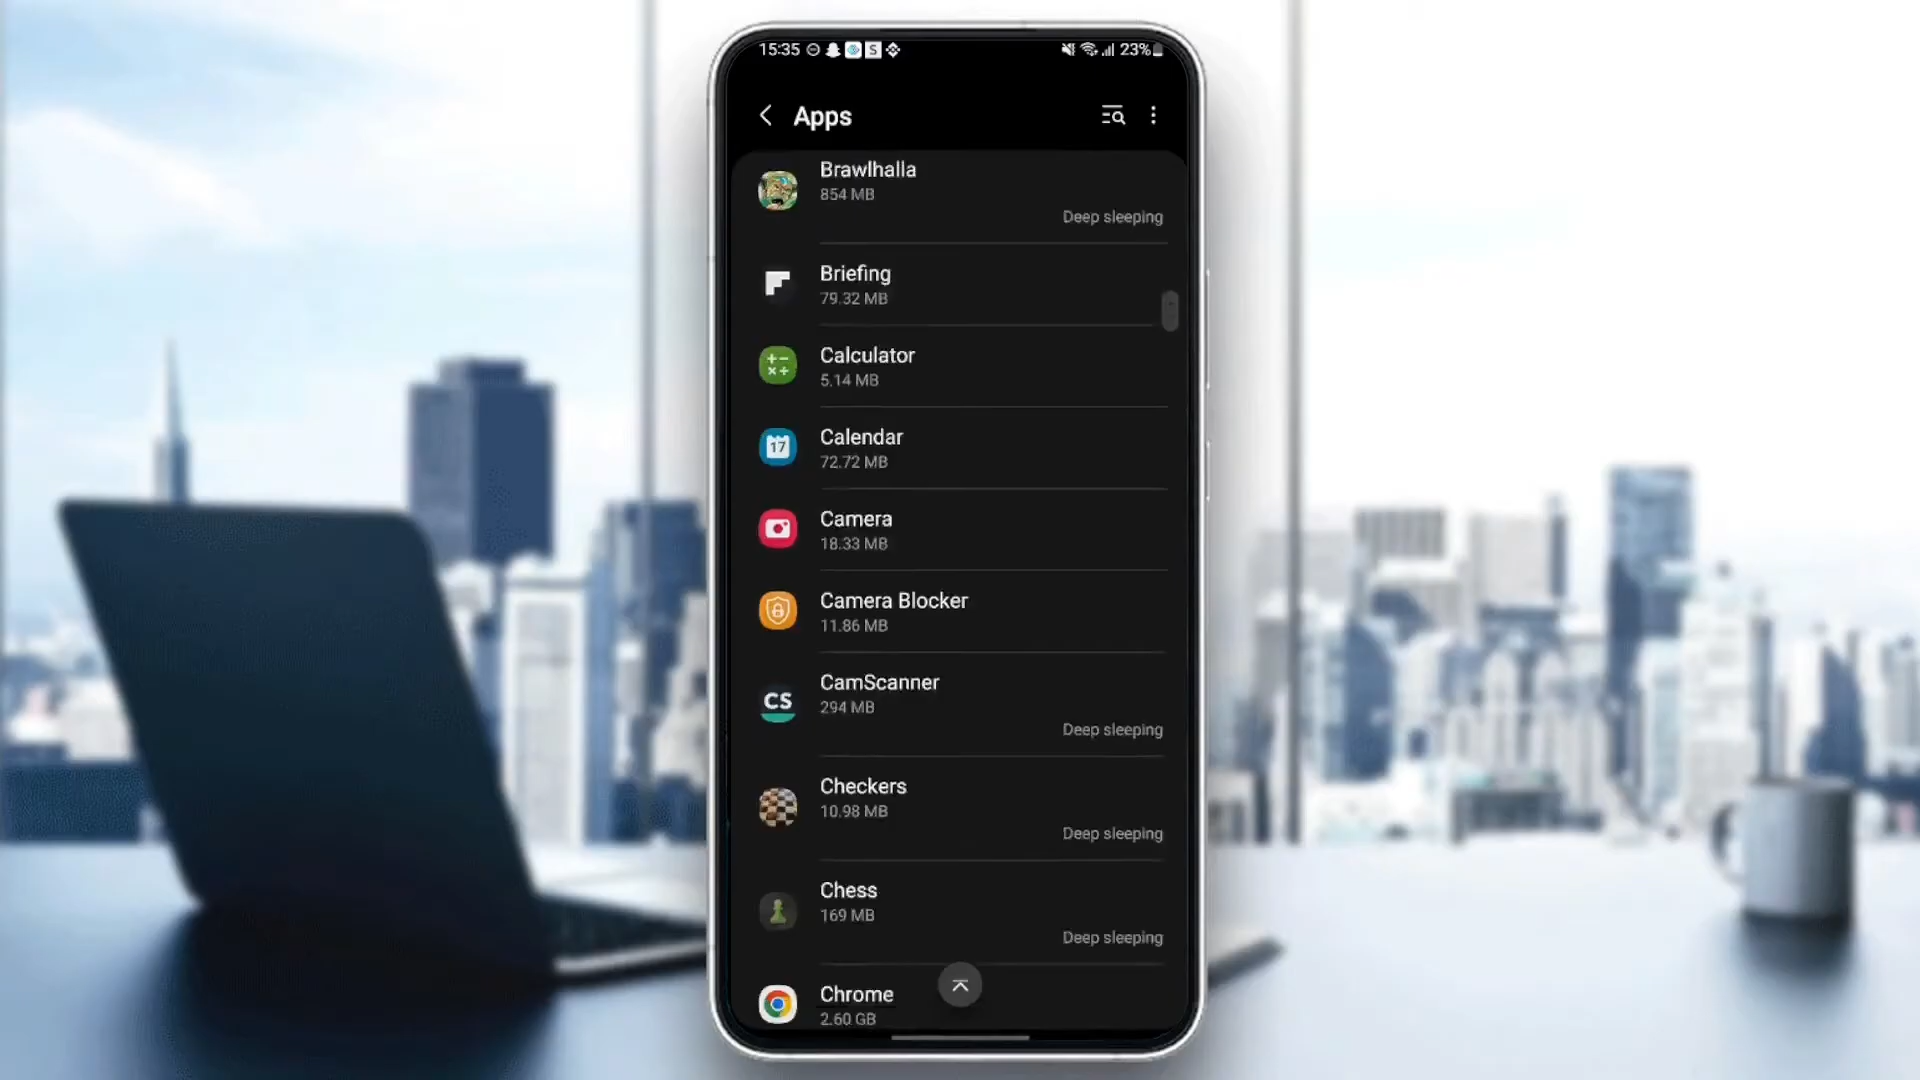 15:35 S 23%
Apps
Brawlhalla
854 MB
Deep sleeping
Briefing
79.32 MB
Calculator
5.14 MB
17
Calendar
72.72 MB
Camera
18.33 MB
Camera Blocker
11.86 MB
CS
CamScanner
294 MB
Deep sleeping
Checkers
10.98 MB
Deep sleeping
Chess
169 MB
Deep sleeping
Chrome
2.60 GB